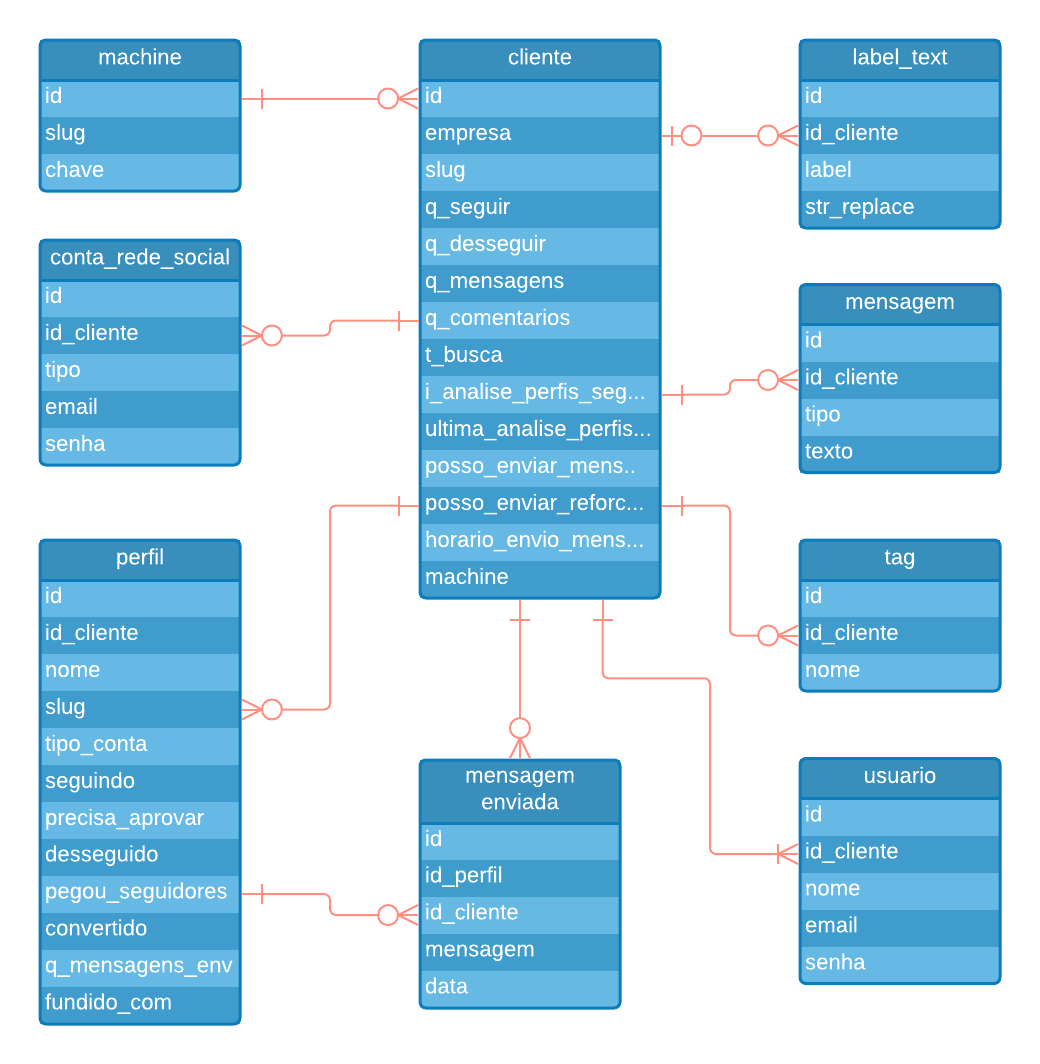 machine
id
slug
chave
conta_rede_social
id
id_cliente
tipo
email
senha
perfil
id
id_cliente
nome
slug
tipo_conta
seguindo
precisa_aprovar
desseguido
pegou_seguidores
convertido
q_mensagens_env
fundido_com
cliente
id
empresa
slug
q_seguir
q_desseguir
q_mensagens
q_comentarios
t_busca
i_analise_perfis_seg...
ultima_analise_perfis...
posso_enviar_mens..
posso_enviar_reforc...
horario_envio_mens...
machine
mensagem
enviada
id
id_perfil
id_cliente
mensagem
data
label_text
id
id_cliente
label
str_replace
mensagem
id
id_cliente
tipo
texto
tag
id
id_cliente
nome
usuario
id
id_cliente
nome
email
senha